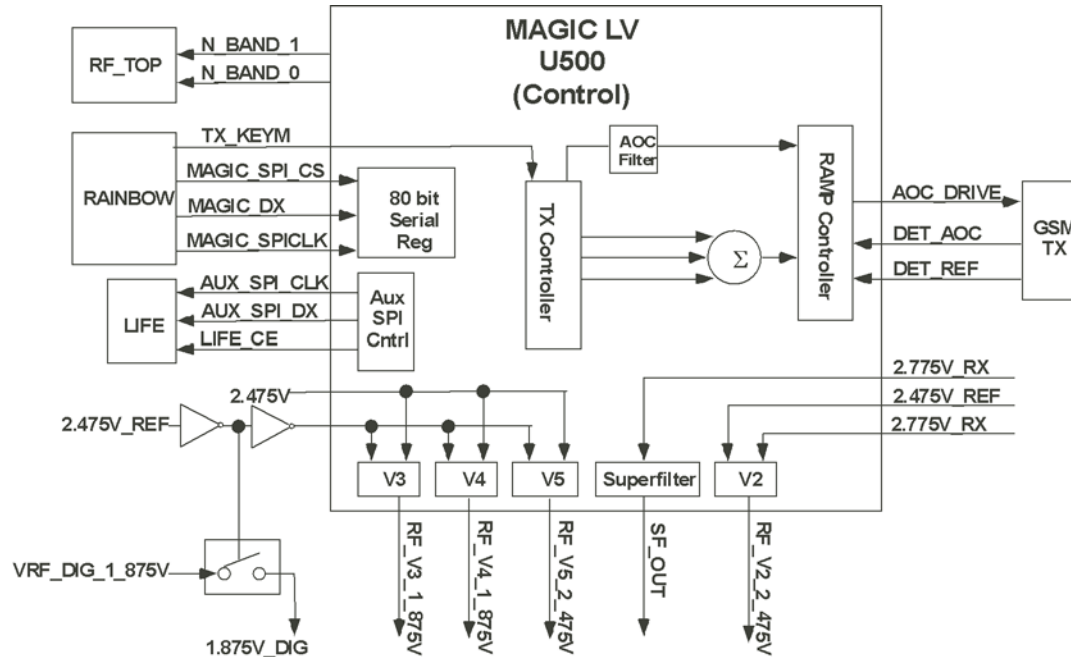 MAGIC LV
U500
(Control)
RF_TOP
N_BAND_1
N_BAND_0
RAINBOW
TX_KEYM
MAGIC_SPI_CS
MAGIC_DX
MAGIC_SPICLK
80 bit
Serial
Reg
AOC
Filter
TX Controller
Σ
RAMP Controller
AOC_DRIVE
DET_AOC
DET_REF
GSM
TX
LIFE
AUX_SPI_CLK
AUX_SPI_DX
LIFE_CE
Aux
SPI
Cntrl
2.775V_RX
2.475V_REF
2.775V_RX
2.475V
2.475V_REF
V3
V4
V5
Superfilter
V2
RF_V3_1_875V
RF_V4_1_875V
RF_V5_2_475V
SF_OUT
RF_V2_2_475V
VRF_DIG_1_875V
1.875V_DIG